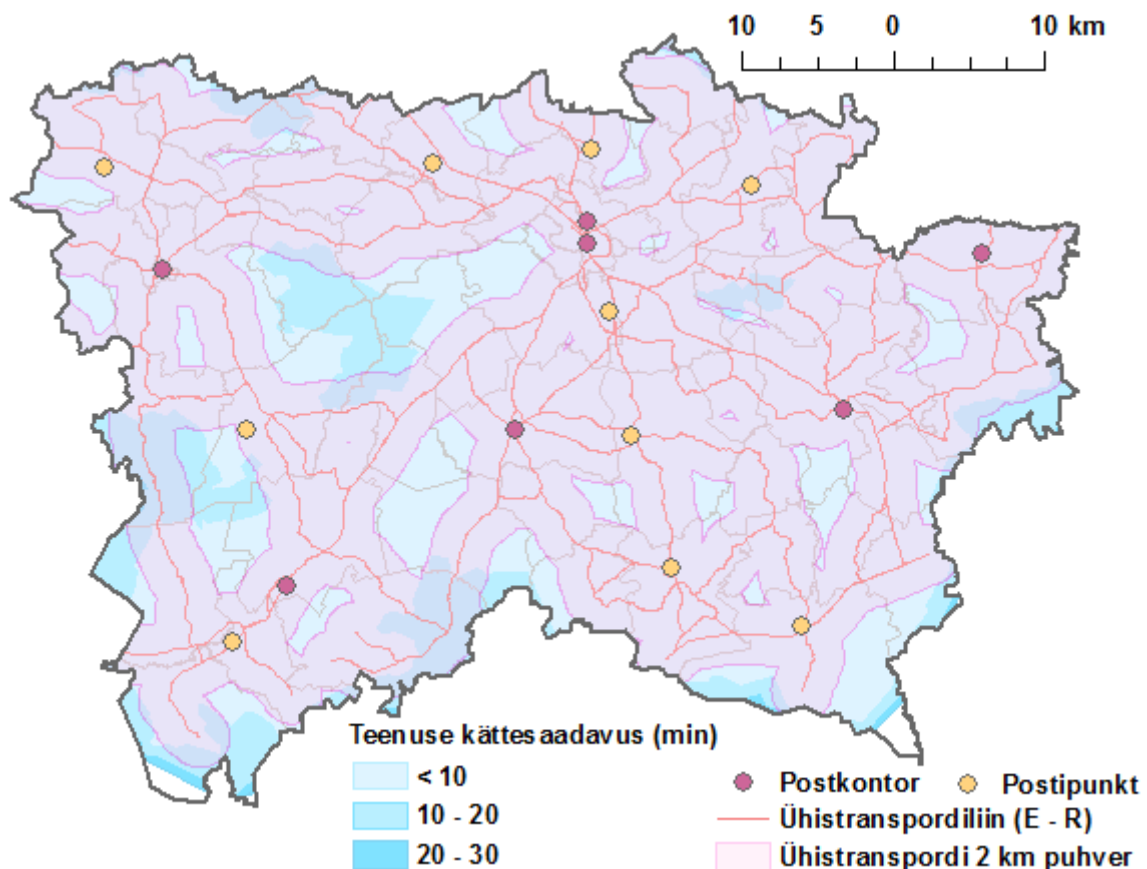 10 5 0 10 km
Teenuse kättesaadavus (min)
< 10
10 - 20
20 - 30
Postkontor Postipunkt
Ühistranspordiliin (E - R)
Ühistranspordi 2 km puhver